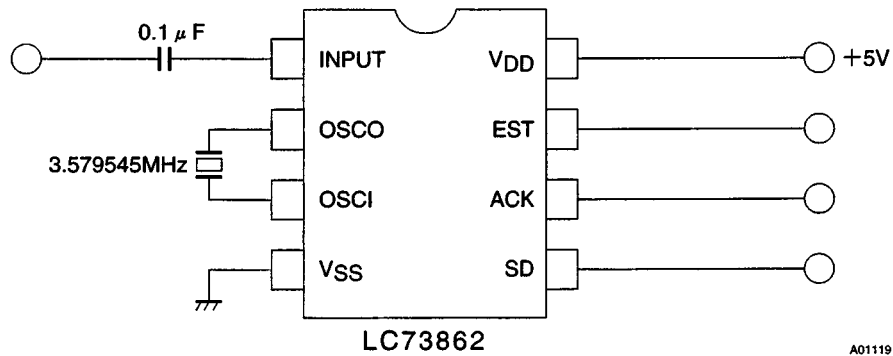 0.1 μF
INPUT
VDD
+5V
OSCO
EST
3.579545MHz
OSCI
ACK
VSS
SD
LC73862
A01119